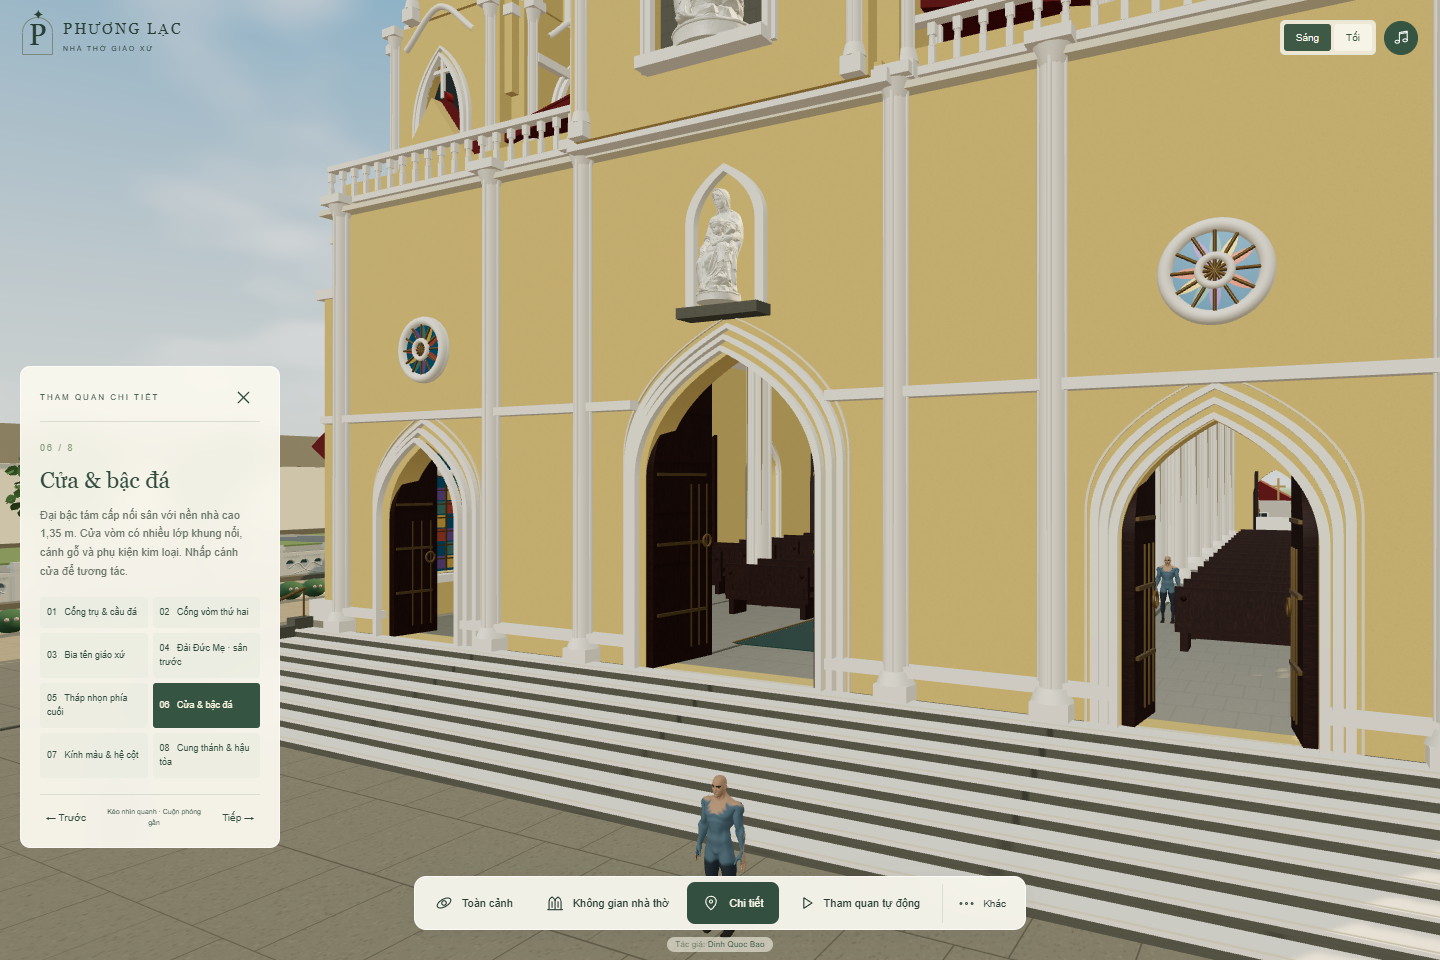 P PHƯƠNG LẠC
NHÀ THỜ GIÁO XỨ
Sáng Tối
THAM QUAN CHI TIẾT
06 / 8
Cửa & bậc đá
Đại bậc tám cấp nối sân với nền nhà cao
1,35 m. Cửa vòm có nhiều lớp khung nổi,
cánh gỗ và phụ kiện kim loại. Nhấp cánh
cửa để tương tác.
01 Cổng trụ & cầu đá
02 Cổng vòm thứ hai
03 Bia tên giáo xứ
04 Đài Đức Mẹ · sân
trước
05 Tháp nhọn phía
cuối
06 Cửa & bậc đá
07 Kính màu & hệ cột
08 Cung thánh & hậu
tỏa
← Trước
Kéo nhìn quanh · Cuộn phóng
gần
Tiếp →
Toàn cảnh
Không gian nhà thờ
Chi tiết
Tham quan tự động
Khác
Tác giả: Dinh Quoc Bao